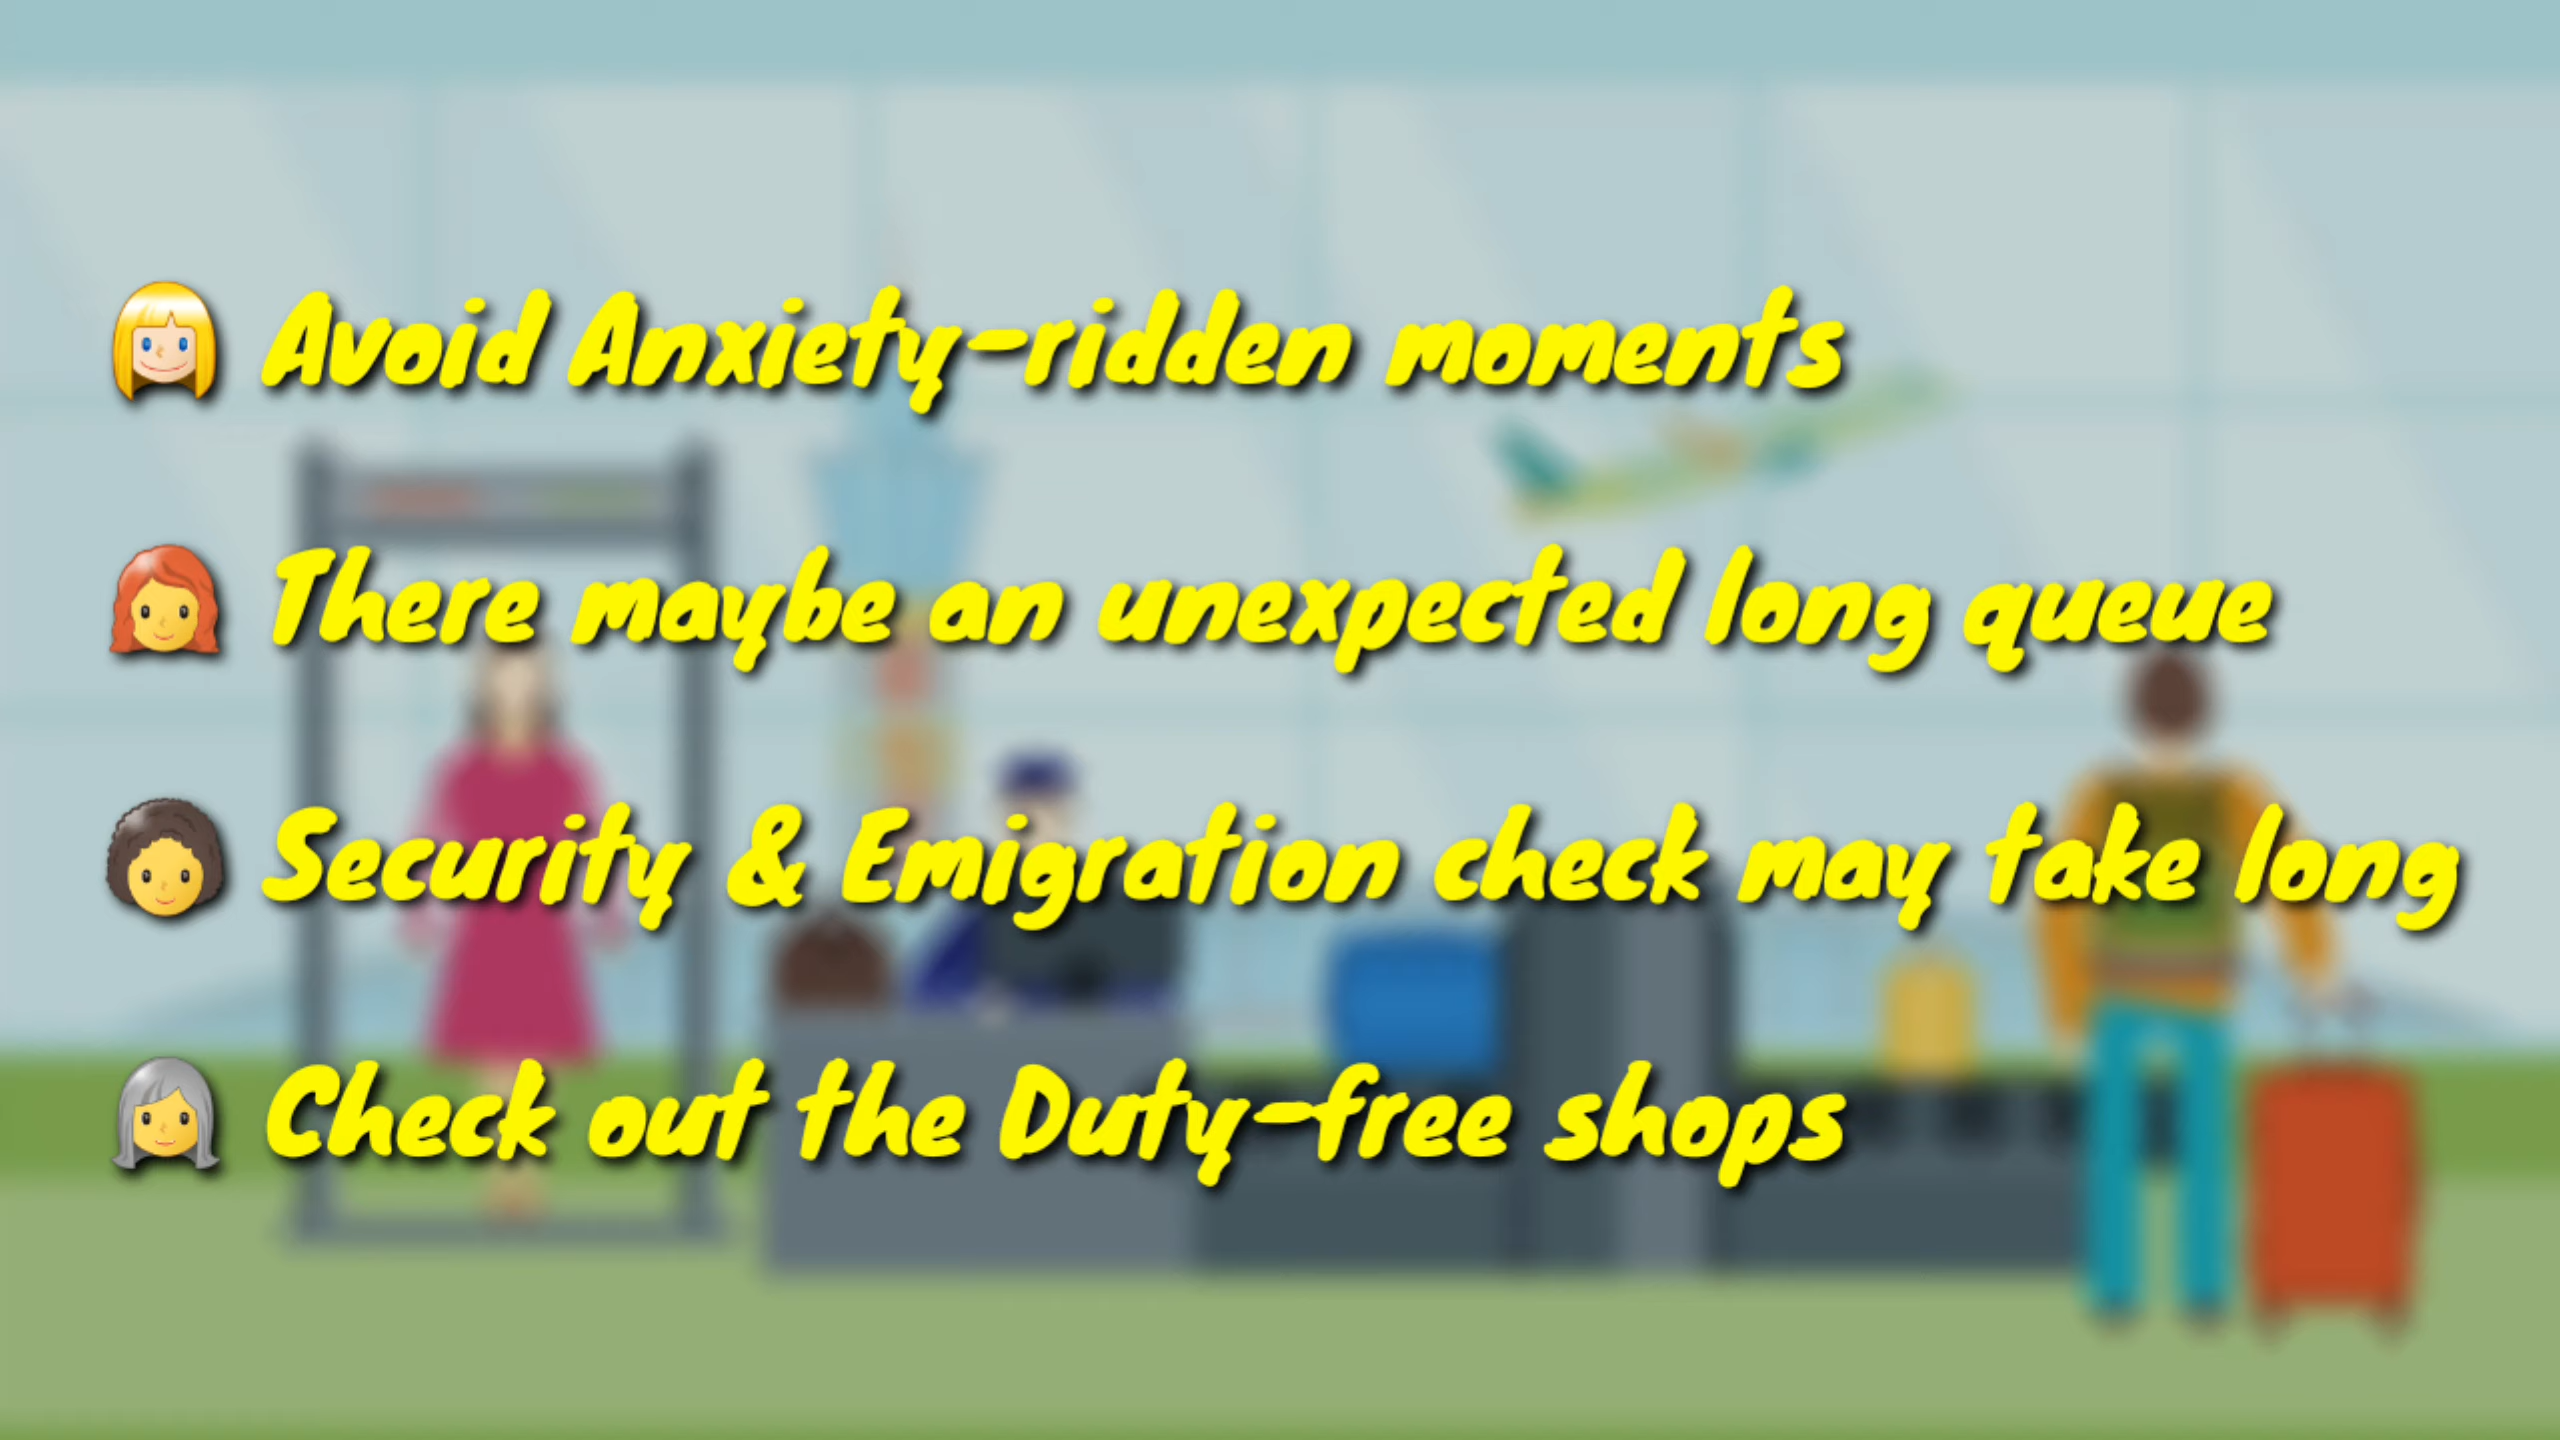 Avoid Anxiety-ridden moments
There maybe an unexpected long queue
Security & Emigration check may take long
Check out the Duty-free shops